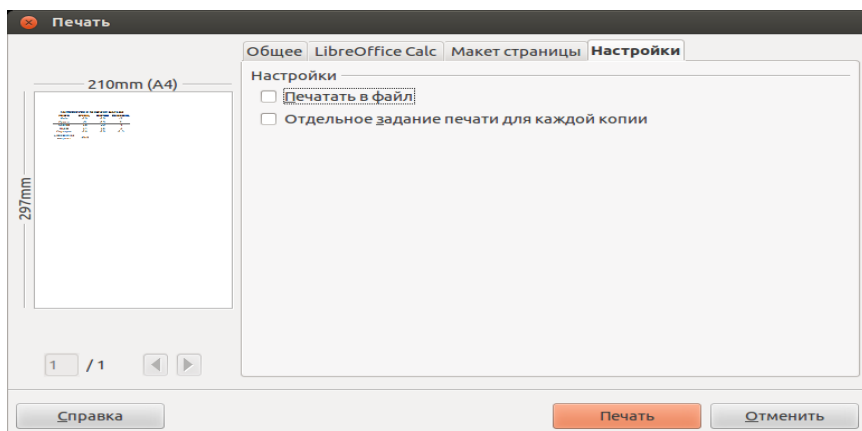 Печать
Общее LibreOffice Calc Макет страницы Настройки
210mm (A4)
297mm
Настройки
Печатать в файл
Отдельное задание печати для каждой копии
1 / 1
Справка Печать Отменить